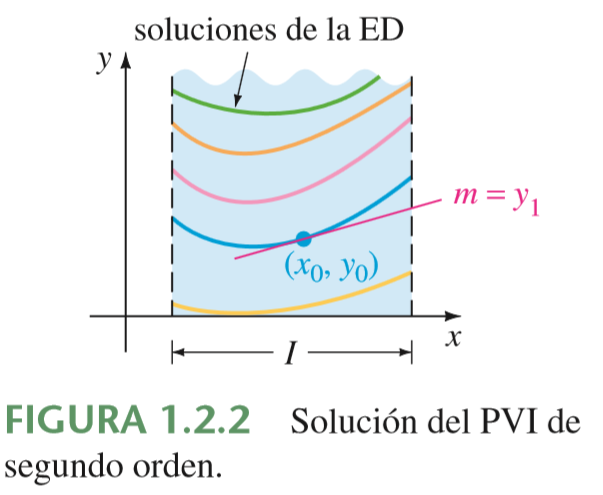 soluciones de la ED
y
m = y₁
(x₀, y₀)
x
I
FIGURA 1.2.2 Solución del PVI de
segundo orden.